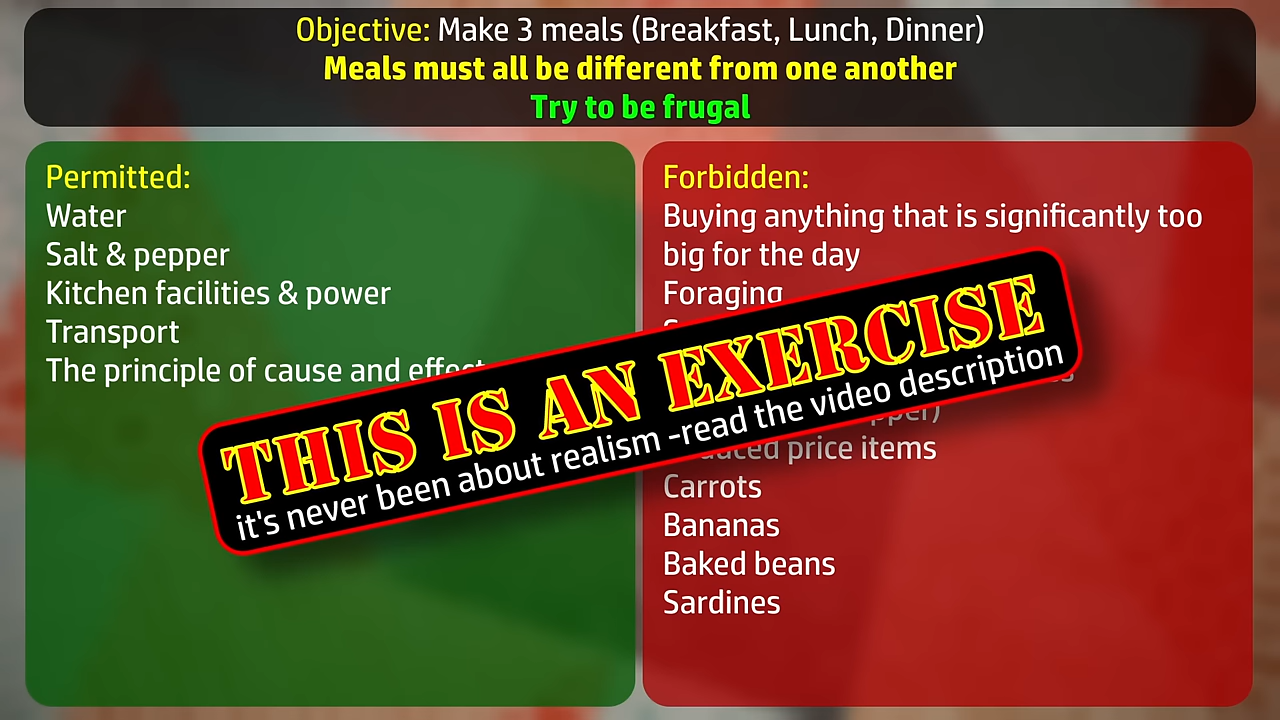 Objective: Make 3 meals (Breakfast, Lunch, Dinner)
Meals must all be different from one another
Try to be frugal
Permitted:
Water
Salt & pepper
Kitchen facilities & power
Transport
The principle of cause and effect
Forbidden:
Buying anything that is significantly too
big for the day
Foraging
price items
Carrots
Bananas
Baked beans
Sardines
THIS IS AN EXERCISE
it's never been about realism -read the video description